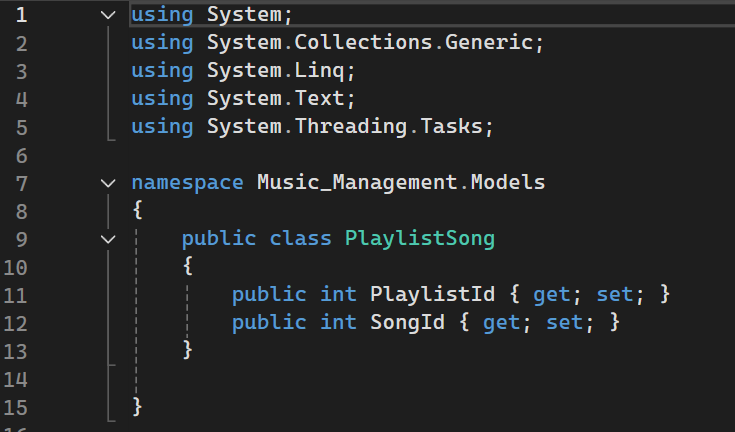 1 using System;
2 using System.Collections.Generic;
3 using System.Linq;
4 using System.Text;
5 using System.Threading.Tasks;
6
7 namespace Music_Management.Models
8 {
9 public class PlaylistSong
10 {
11 public int PlaylistId { get; set; }
12 public int SongId { get; set; }
13 }
14
15 }